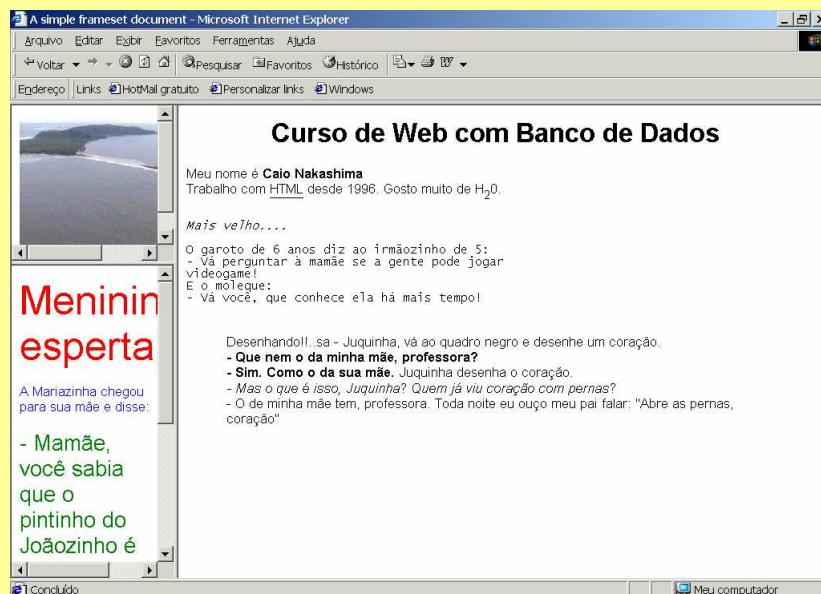 A simple frameset document - Microsoft Internet Explorer
Arquivo Editar Exibir Favoritos Ferramentas Ajuda
Voltar Pesquisar Favoritos Histórico
Endereço Links HotMail gratuito Personalizar links Windows
Meninin
esperta
A Mariazinha chegou
para sua mãe e disse:
- Mamãe,
você sabia
que o
pintinho do
Joãozinho é
Curso de Web com Banco de Dados
Meu nome é Caio Nakashima
Trabalho com HTML desde 1996. Gosto muito de H20.
Mais velho....
O garoto de 6 anos diz ao irmãozinho de 5:
- Vá perguntar à mamãe se a gente pode jogar
videogame!
E o moleque:
- Vá você, que conhece ela há mais tempo!
Desenhando!!..sa - Juquinha, vá ao quadro negro e desenhe um coração.
- Que nem o da minha mãe, professora?
- Sim. Como o da sua mãe. Juquinha desenha o coração.
- Mas o que é isso, Juquinha? Quem já viu coração com pernas?
- O de minha mãe tem, professora. Toda noite eu ouço meu pai falar: "Abre as pernas,
coração"
Concluído Meu computador